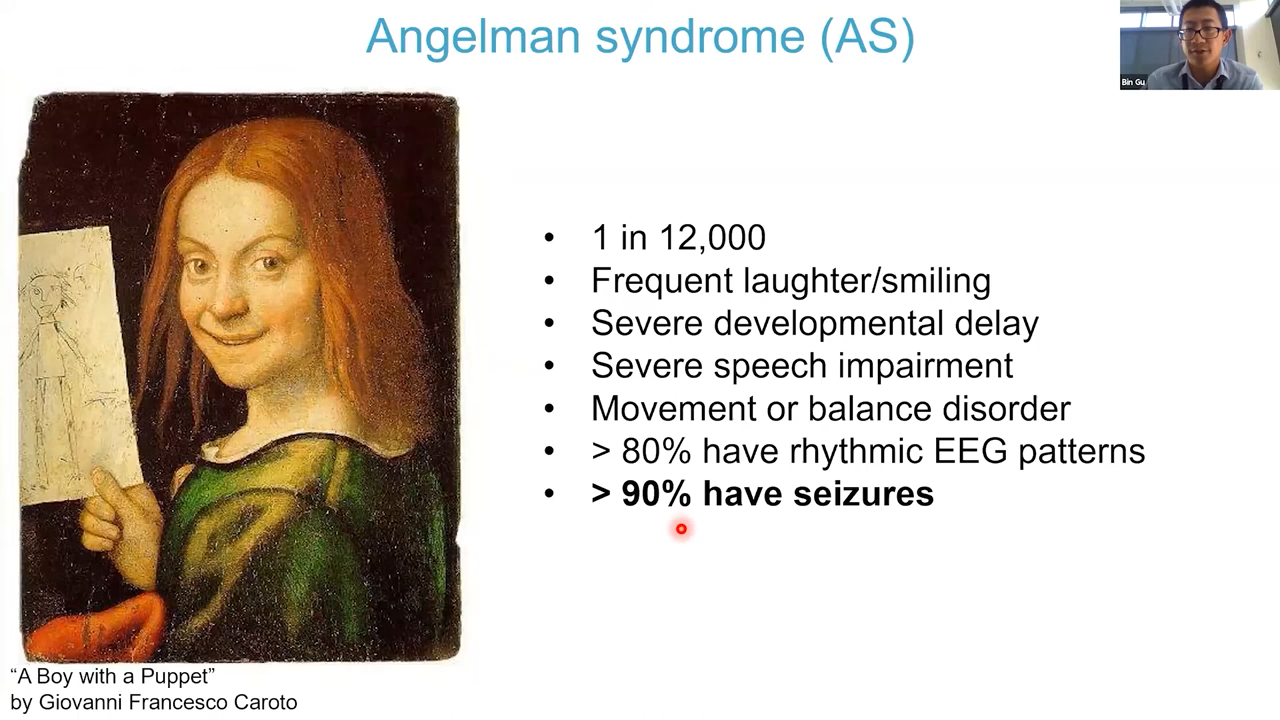 Angelman syndrome (AS)
Bin Gu
• 1 in 12,000
• Frequent laughter/smiling
• Severe developmental delay
• Severe speech impairment
• Movement or balance disorder
• > 80% have rhythmic EEG patterns
• > 90% have seizures
“A Boy with a Puppet”
by Giovanni Francesco Caroto